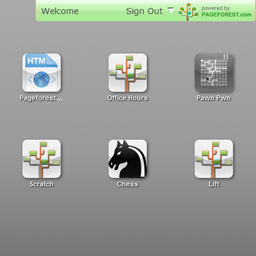 Welcome
Sign Out
powered by
PAGEFOREST.com
HTM
Pageforest...
Office Hours
Pawn Pwn
Scratch
Chess
Lift